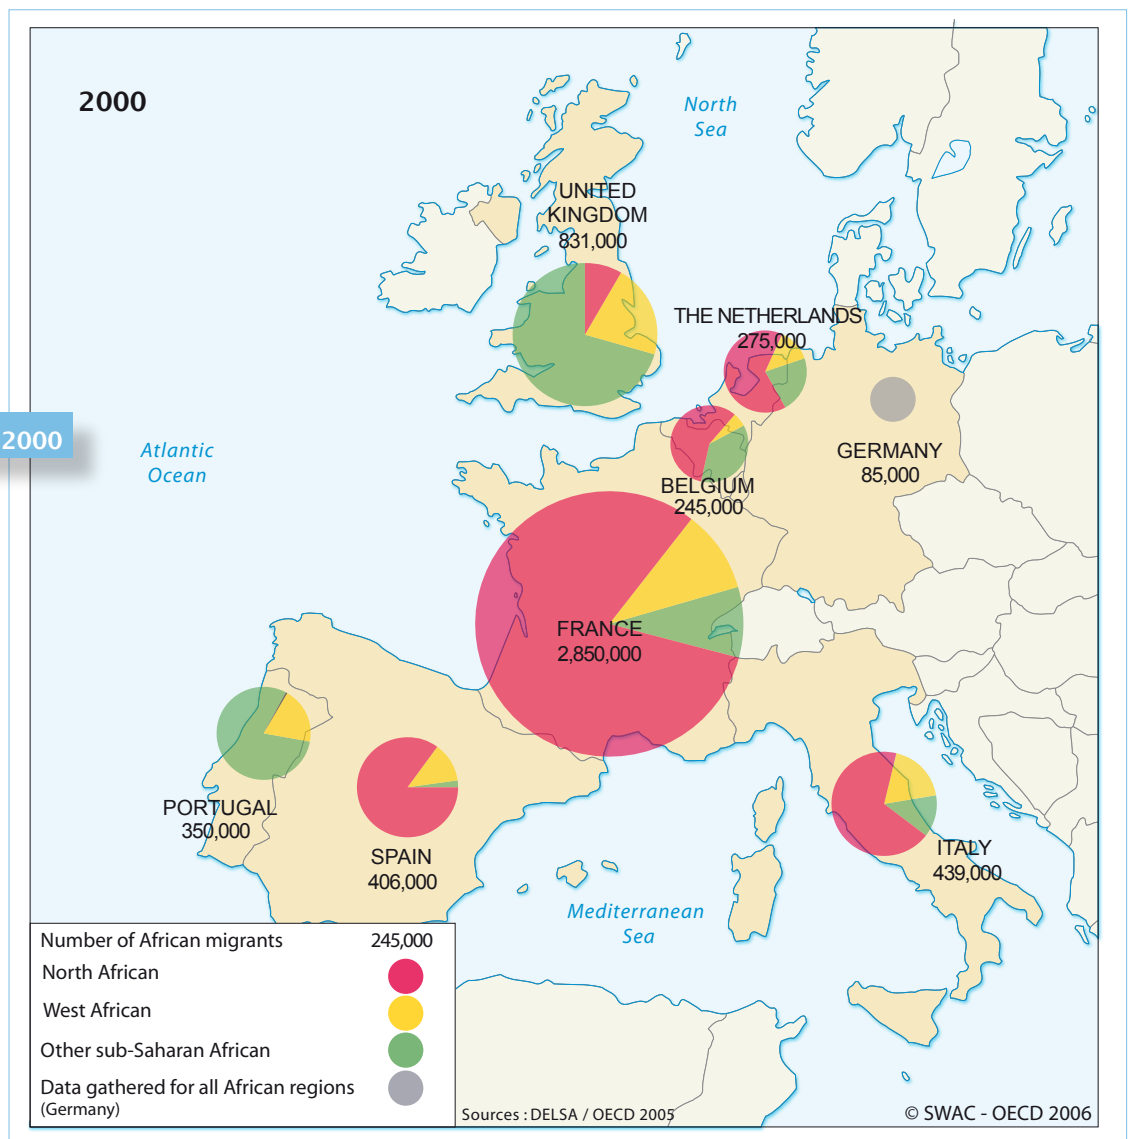 2000
North
Sea
UNITED
KINGDOM
831,000
THE NETHERLANDS
275,000
2000
Atlantic
Ocean
GERMANY
85,000
BELGIUM
245,000
FRANCE
2,850,000
PORTUGAL
350,000
SPAIN
406,000
ITALY
439,000
Mediterranean
Sea
Number of African migrants 245,000
North African
West African
Other sub-Saharan African
Data gathered for all African regions
(Germany)
Sources : DELSA / OECD 2005
© SWAC - OECD 2006